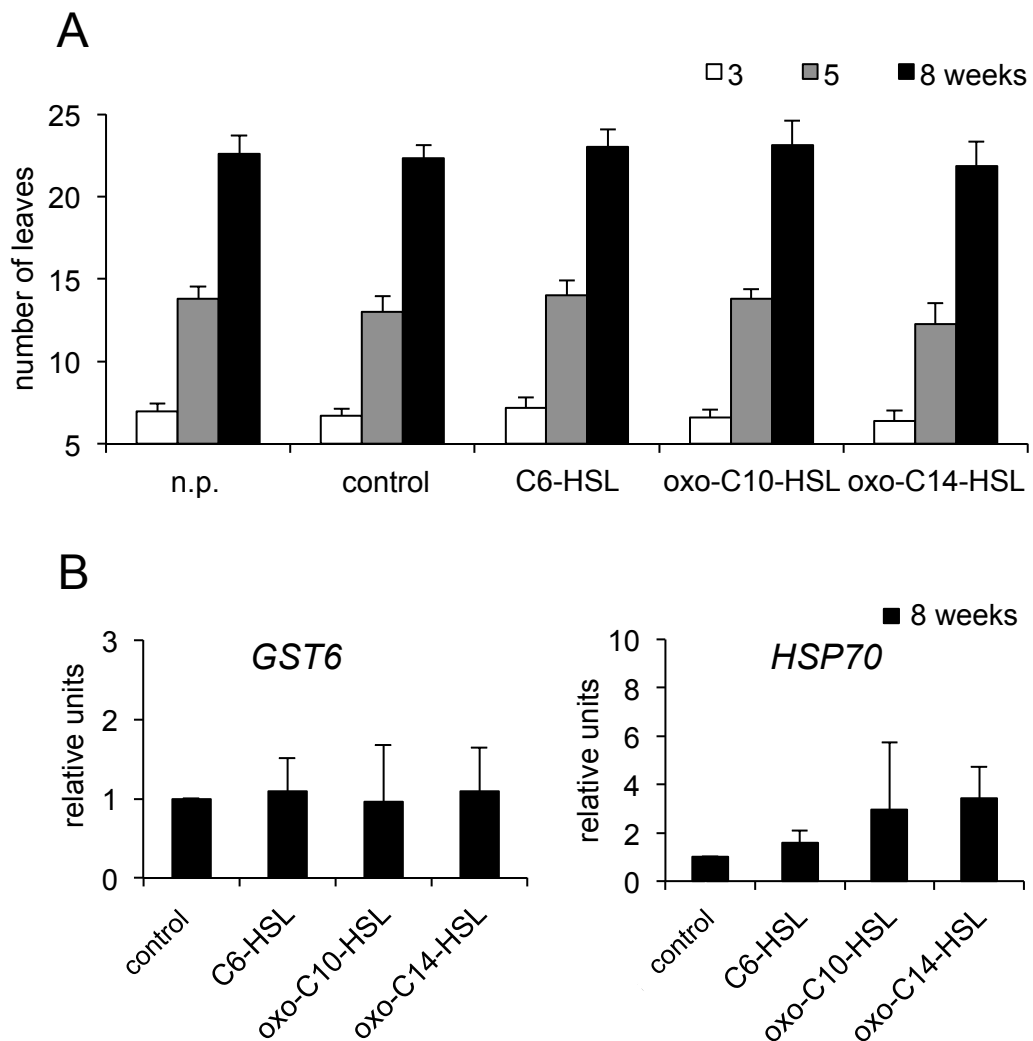 A
3 5 8 weeks
number of leaves
25
20
15
10
5
n.p. control C6-HSL oxo-C10-HSL oxo-C14-HSL
B
8 weeks
GST6
relative units
3
2
1
0
control C6-HSL oxo-C10-HSL oxo-C14-HSL
HSP70
relative units
10
8
6
4
2
0
control C6-HSL oxo-C10-HSL oxo-C14-HSL